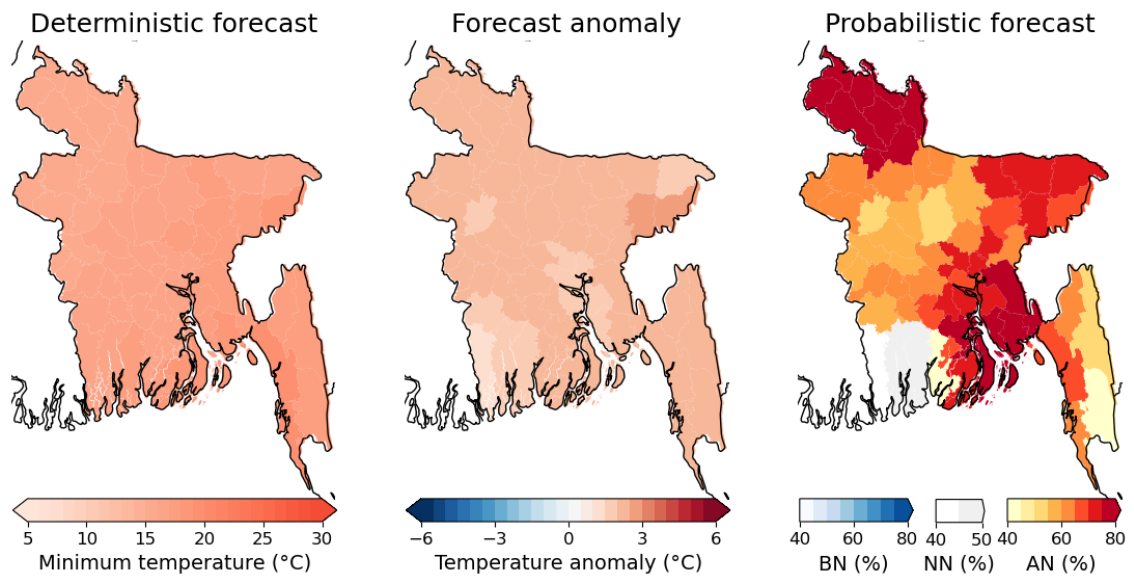 Deterministic forecast
Forecast anomaly
Probabilistic forecast
5 10 15 20 25 30
Minimum temperature (°C)
−6 −3 0 3 6
Temperature anomaly (°C)
40 60 80
BN (%)
40 50
NN (%)
40 60 80
AN (%)